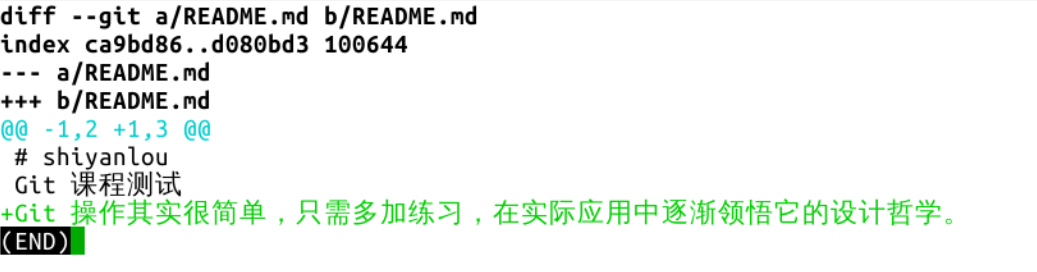 diff --git a/README.md b/README.md
index ca9bd86..d080bd3 100644
--- a/README.md
+++ b/README.md
@@ -1,2 +1,3 @@
 # shiyanlou
 Git 课程测试
+Git 操作其实很简单，只需多加练习，在实际应用中逐渐领悟它的设计哲学。
(END)